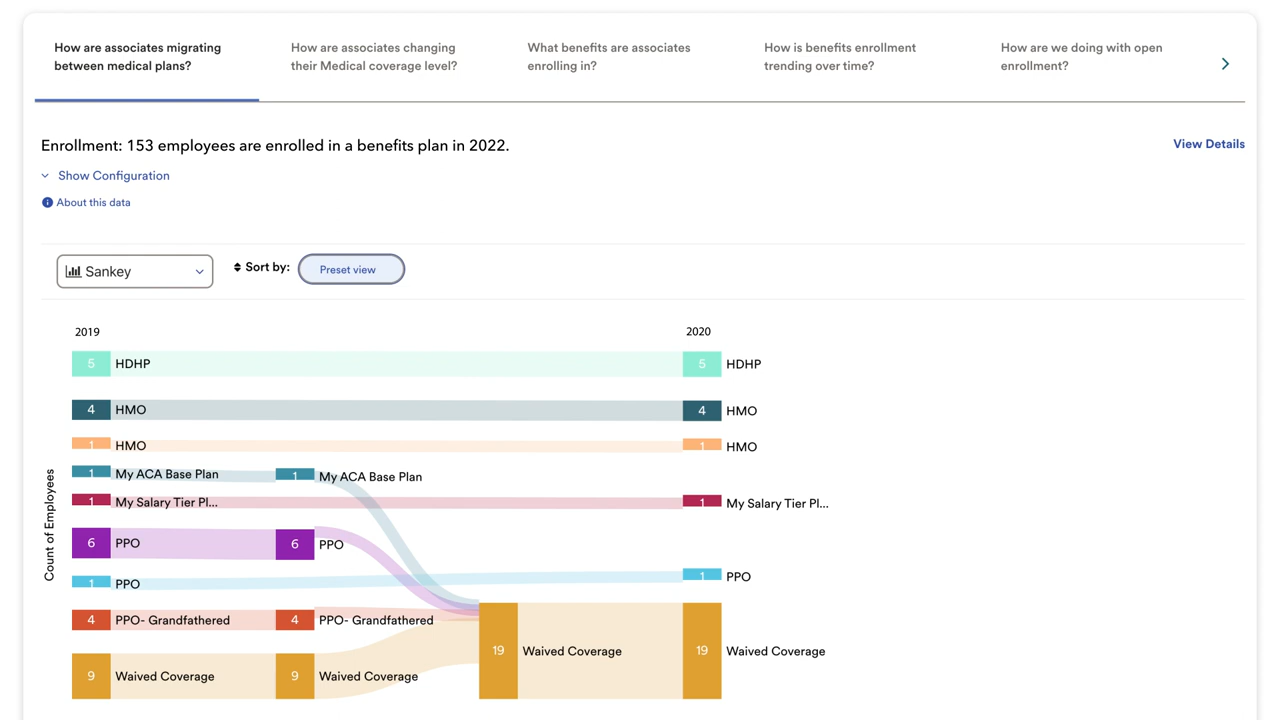 How are associates migrating
between medical plans?
How are associates changing
their Medical coverage level?
What benefits are associates
enrolling in?
How is benefits enrollment
trending over time?
How are we doing with open
enrollment?
Enrollment: 153 employees are enrolled in a benefits plan in 2022.
View Details
Show Configuration
About this data
Sankey
Sort by:
Preset view
2019
2020
5 HDHP
5 HDHP
4 HMO
4 HMO
1 HMO
1 HMO
1 My ACA Base Plan
1 My ACA Base Plan
1 My Salary Tier Pl...
1 My Salary Tier Pl...
6 PPO
6 PPO
1 PPO
1 PPO
4 PPO- Grandfathered
4 PPO- Grandfathered
19 Waived Coverage
19 Waived Coverage
9 Waived Coverage
9 Waived Coverage
Count of Employees